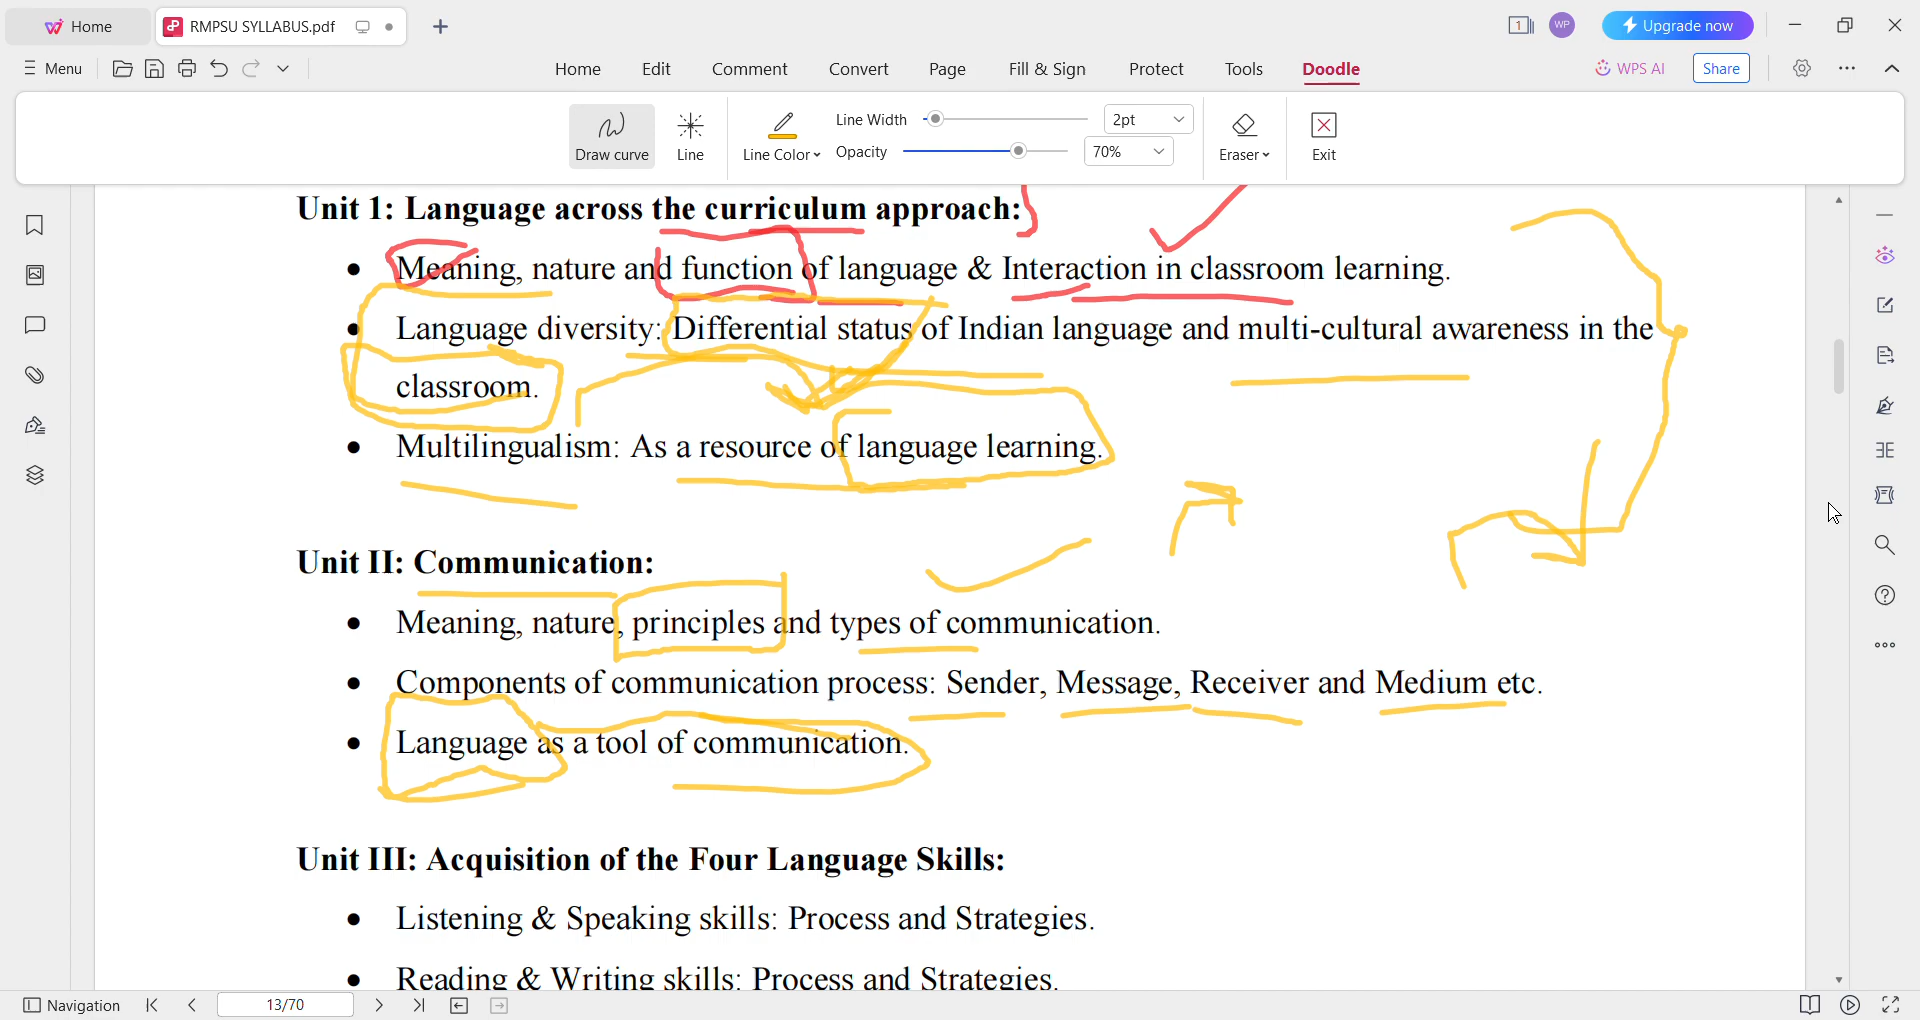 Home
RMPSU SYLLABUS.pdf
1
WP
Upgrade now
Menu
Home Edit Comment Convert Page Fill & Sign Protect Tools Doodle
WPS AI
Share
Draw curve
Line
Line Color
Line Width
2pt
Opacity
70%
Eraser
Exit
Unit 1: Language across the curriculum approach:
• Meaning, nature and function of language & Interaction in classroom learning.
• Language diversity: Differential status of Indian language and multi-cultural awareness in the
classroom.
• Multilingualism: As a resource of language learning.
Unit II: Communication:
• Meaning, nature, principles and types of communication.
• Components of communication process: Sender, Message, Receiver and Medium etc.
• Language as a tool of communication.
Unit III: Acquisition of the Four Language Skills:
• Listening & Speaking skills: Process and Strategies.
• Reading & Writing skills: Process and Strategies.
Navigation
13/70